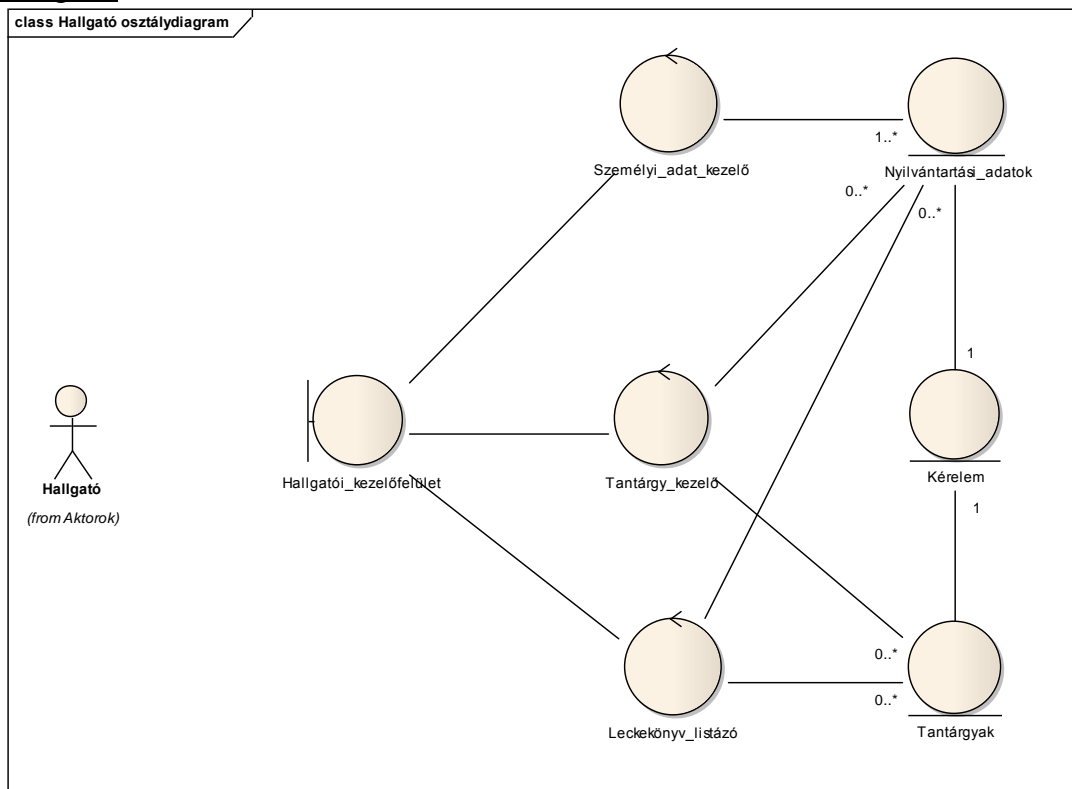 class Hallgató osztálydiagram
Személyi_adat_kezelő
1..*
Nyilvántartási_adatok
0..*
0..*
1
Hallgató
(from Aktorok)
Hallgatói_kezelőfelület
Tantárgy_kezelő
Kérelem
1
0..*
0..*
Leckekönyv_listázó
Tantárgyak